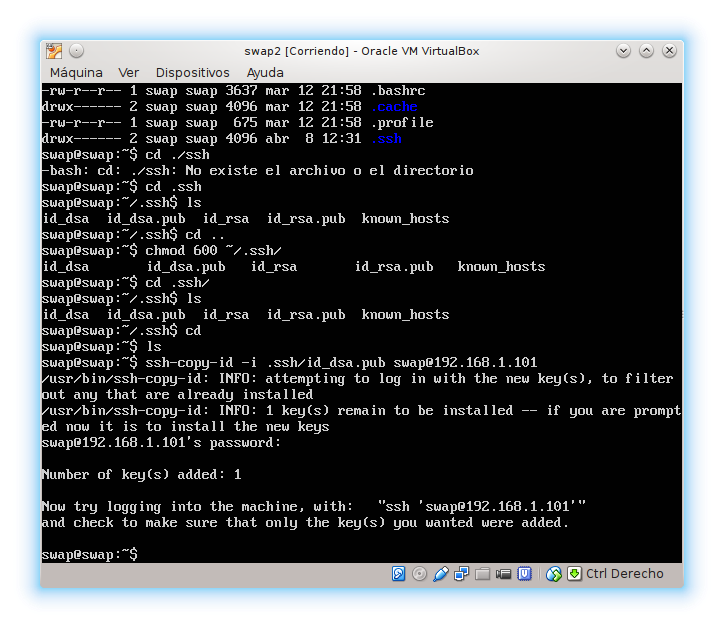 swap2 [Corriendo] - Oracle VM VirtualBox
Máquina Ver Dispositivos Ayuda
-rw-r--r-- 1 swap swap 3637 mar 12 21:58 .bashrc
drwx------ 2 swap swap 4096 mar 12 21:58 .cache
-rw-r--r-- 1 swap swap  675 mar 12 21:58 .profile
drwx------ 2 swap swap 4096 abr  8 12:31 .ssh
swap@swap:~$ cd ./ssh
-bash: cd: ./ssh: No existe el archivo o el directorio
swap@swap:~$ cd .ssh
swap@swap:~/.ssh$ ls
id_dsa  id_dsa.pub  id_rsa  id_rsa.pub  known_hosts
swap@swap:~/.ssh$ cd ..
swap@swap:~$ chmod 600 ~/.ssh/
id_dsa       id_dsa.pub   id_rsa       id_rsa.pub   known_hosts
swap@swap:~$ cd .ssh/
swap@swap:~/.ssh$ ls
id_dsa  id_dsa.pub  id_rsa  id_rsa.pub  known_hosts
swap@swap:~/.ssh$ cd
swap@swap:~$ ls
swap@swap:~$ ssh-copy-id -i .ssh/id_dsa.pub swap@192.168.1.101
/usr/bin/ssh-copy-id: INFO: attempting to log in with the new key(s), to filter
out any that are already installed
/usr/bin/ssh-copy-id: INFO: 1 key(s) remain to be installed -- if you are prompt
ed now it is to install the new keys
swap@192.168.1.101's password:
Number of key(s) added: 1
Now try logging into the machine, with:   "ssh 'swap@192.168.1.101'"
and check to make sure that only the key(s) you wanted were added.
swap@swap:~$
Ctrl Derecho